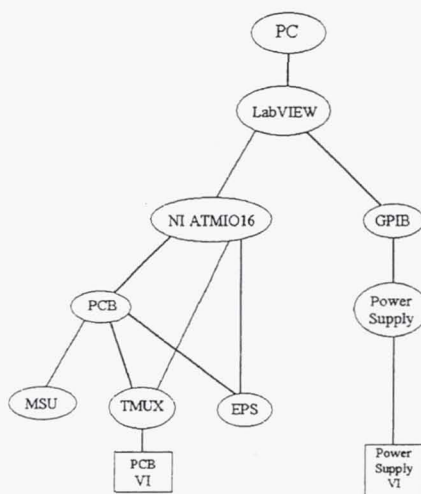 PC
LabVIEW
NI ATMIO16
GPIB
PCB
Power
Supply
MSU
TMUX
EPS
PCB
VI
Power
Supply
VI